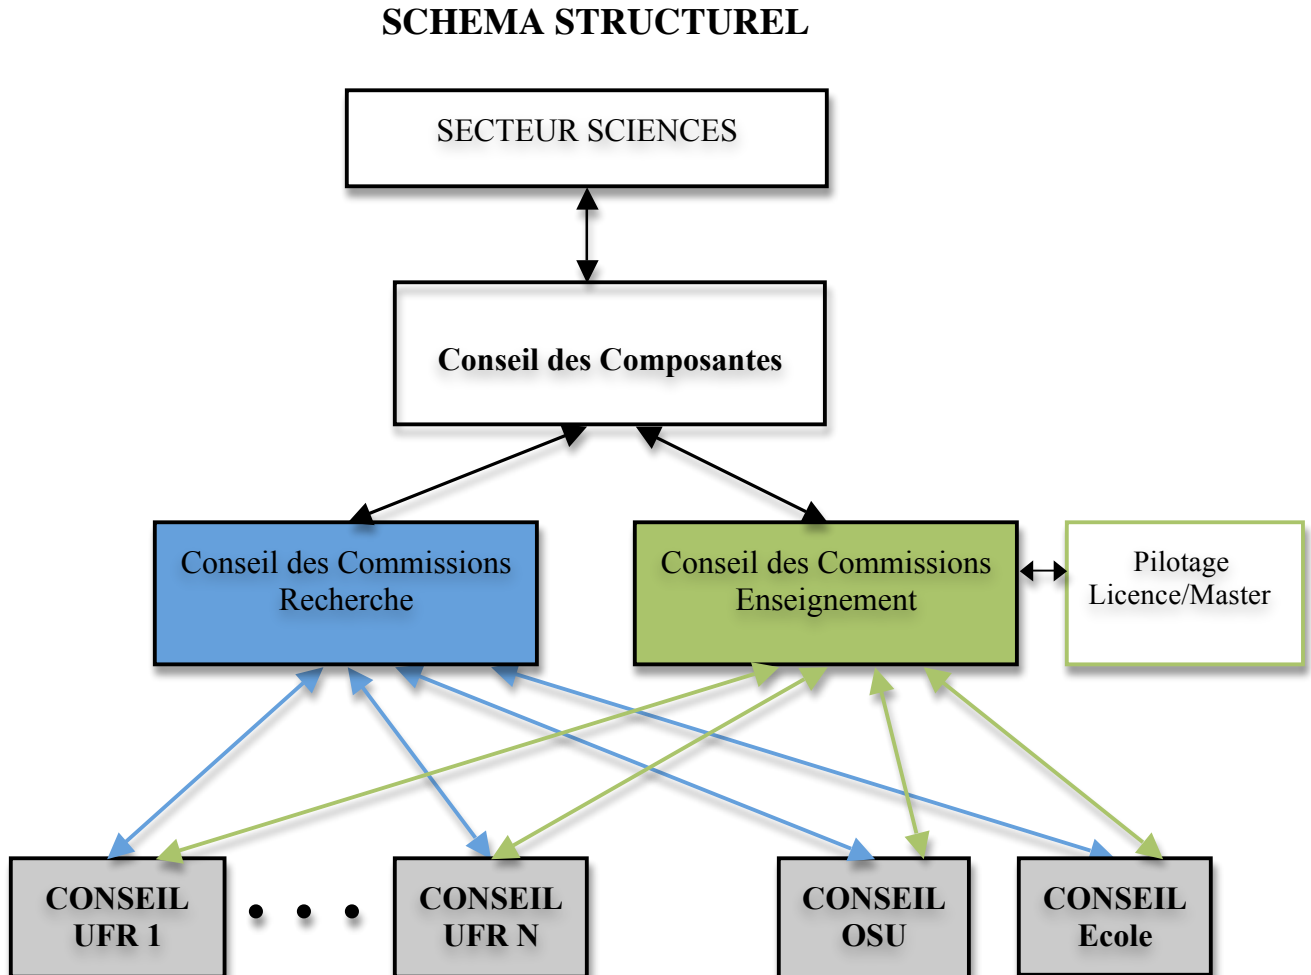 SCHEMA STRUCTUREL
SECTEUR SCIENCES
Conseil des Composantes
Conseil des Commissions
Recherche
Conseil des Commissions
Enseignement
Pilotage
Licence/Master
CONSEIL
UFR 1
CONSEIL
UFR N
CONSEIL
OSU
CONSEIL
Ecole